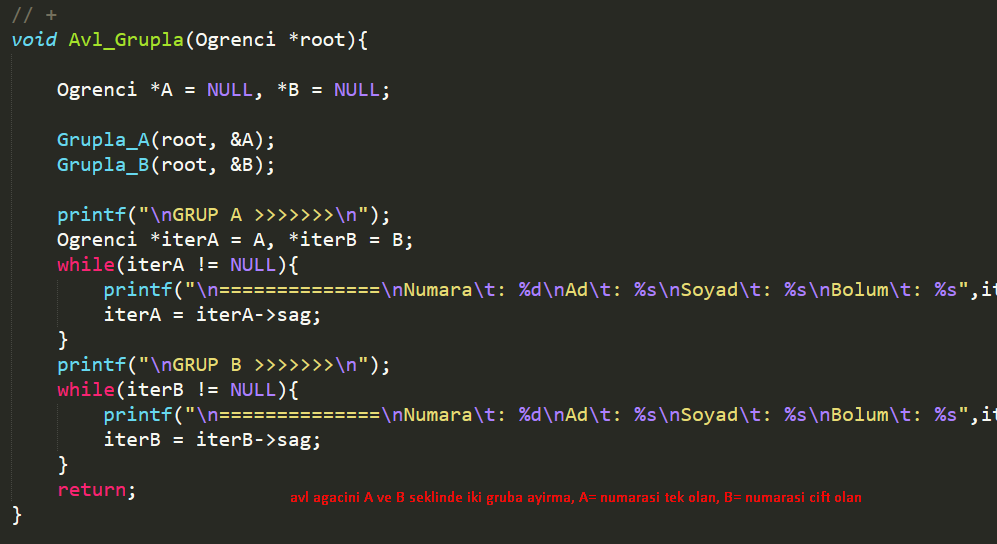 // +
void Avl_Grupla(Ogrenci *root){
Ogrenci *A = NULL, *B = NULL;
Grupla_A(root, &A);
Grupla_B(root, &B);
printf("\nGRUP A >>>>>>>\n");
Ogrenci *iterA = A, *iterB = B;
while(iterA != NULL){
printf("\n==============\nNumara\t: %d\nAd\t: %s\nSoyad\t: %s\nBolum\t: %s",it
iterA = iterA->sag;
}
printf("\nGRUP B >>>>>>>\n");
while(iterB != NULL){
printf("\n==============\nNumara\t: %d\nAd\t: %s\nSoyad\t: %s\nBolum\t: %s",it
iterB = iterB->sag;
}
return;
avl agacini A ve B seklinde iki gruba ayirma, A= numarasi tek olan, B= numarasi cift olan
}